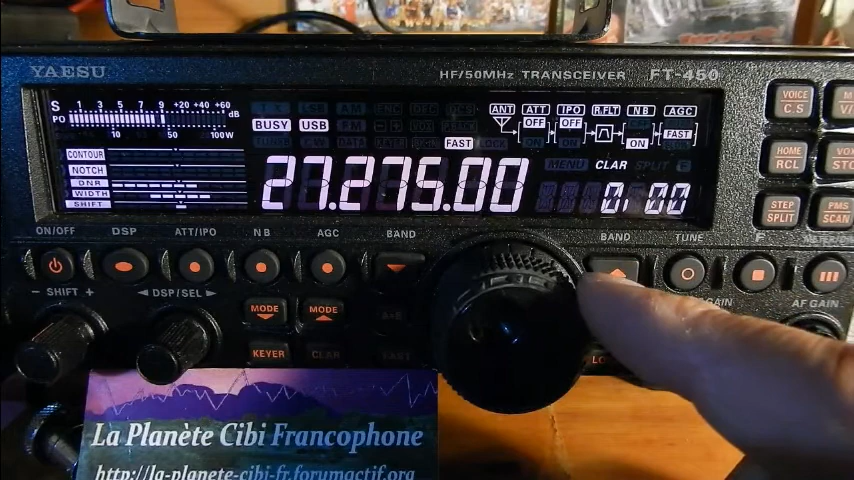 YAESU
HF/50MHz TRANSCEIVER FT-450
S 1 3 5 7 9 +20 +40 +60 dB
PO
10 50 100W
BUSY USB
FAST
ANT ATT IPO R.FLT NB AGC
OFF OFF ON FAST
MENU CLAR SPLIT
CONTOUR
NOTCH
DNR
WIDTH
SHIFT
27.275.00
0.00
VOICE
C.S
HOME
RCL
STEP
SPLIT
PMS
SCAN
ON/OFF DSP ATT/IPO NB AGC BAND BAND TUNE F
− SHIFT + DSP/SEL
MODE MODE
KEYER CLAR
A=B
AF GAIN
La Planète Cibi Francophone
http://la-planete-cibi-fr.forumactif.org